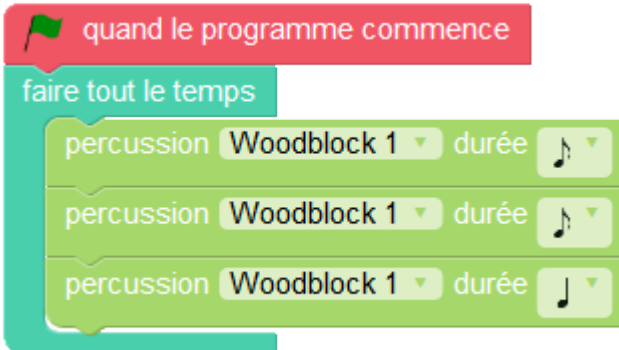 quand le programme commence
faire tout le temps
percussion Woodblock 1 durée
percussion Woodblock 1 durée
percussion Woodblock 1 durée